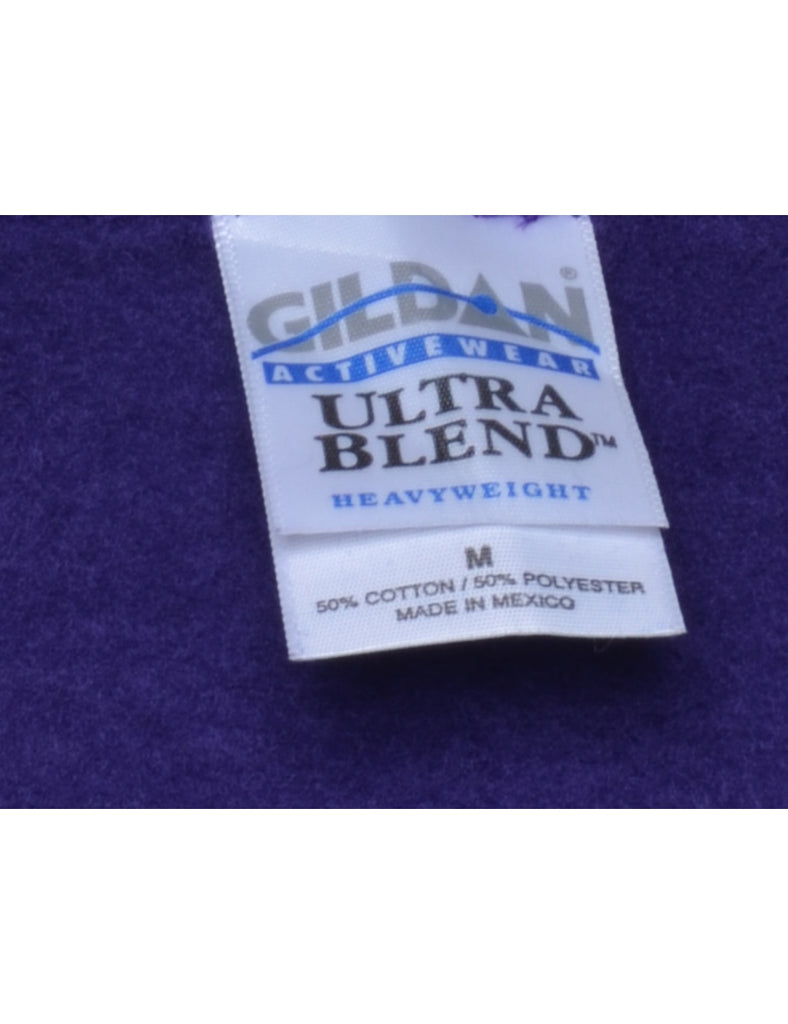 GILDAN®
ACTIVEWEAR
ULTRA
BLEND™
HEAVYWEIGHT
M
50% COTTON / 50% POLYESTER
MADE IN MEXICO